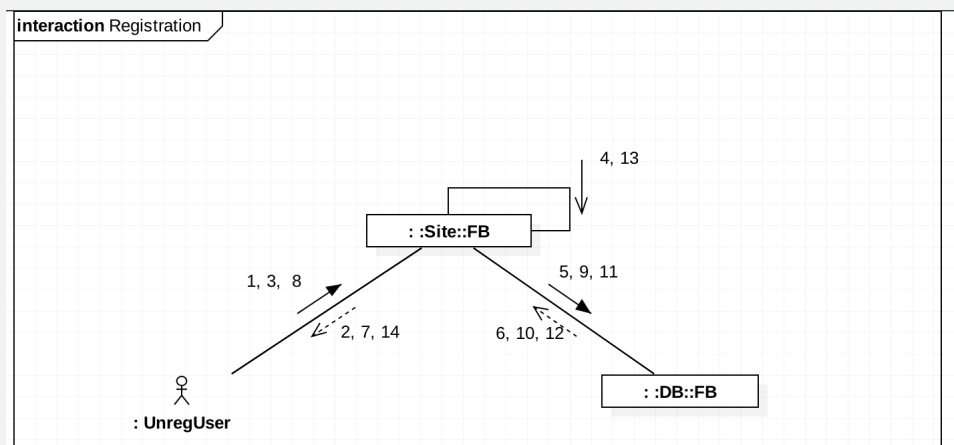 interaction Registration
4, 13
: :Site::FB
1, 3, 8
5, 9, 11
2, 7, 14
6, 10, 12
: :DB::FB
: UnregUser